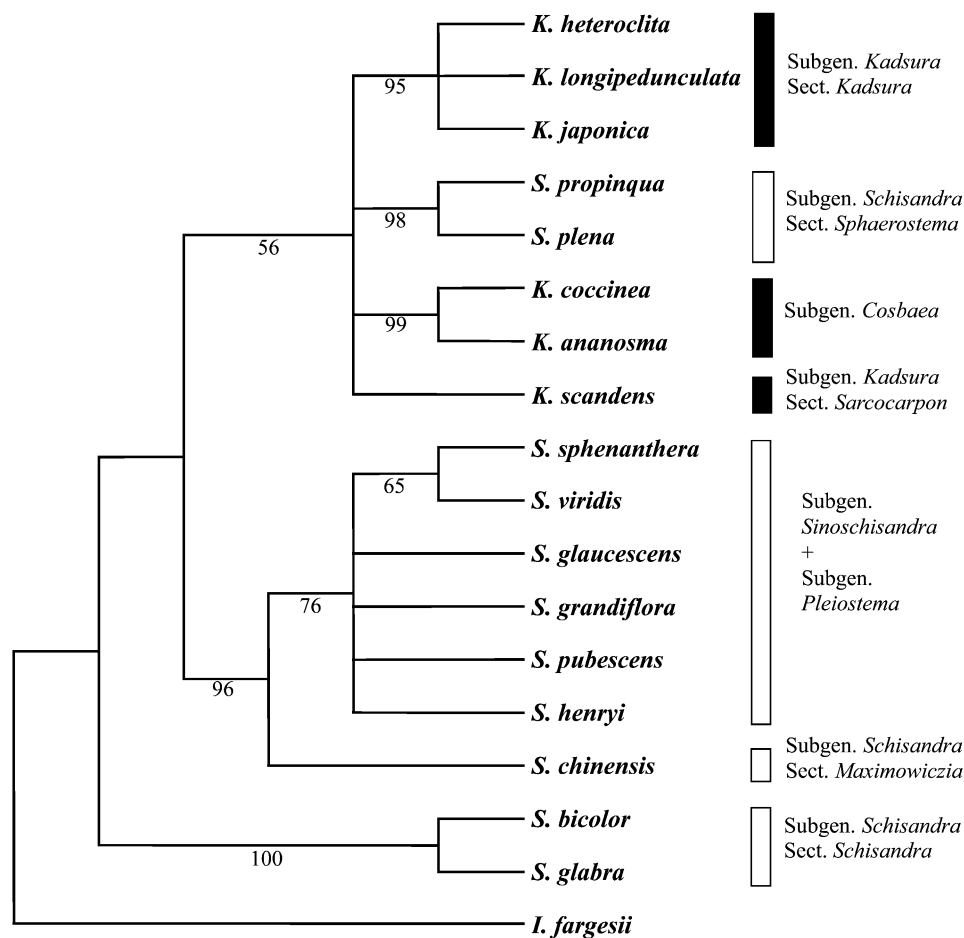 K. heteroclita
K. longipedunculata
K. japonica
Subgen. Kadsura
Sect. Kadsura
95
S. propinqua
S. plena
Subgen. Schisandra
Sect. Sphaerostema
98
56
K. coccinea
K. ananosma
Subgen. Cosbaea
99
K. scandens
Subgen. Kadsura
Sect. Sarcocarpon
S. sphenanthera
S. viridis
65
S. glaucescens
S. grandiflora
76
S. pubescens
S. henryi
Subgen.
Sinoschisandra
+
Subgen.
Pleiostema
96
S. chinensis
Subgen. Schisandra
Sect. Maximowiczia
S. bicolor
S. glabra
Subgen. Schisandra
Sect. Schisandra
100
I. fargesii